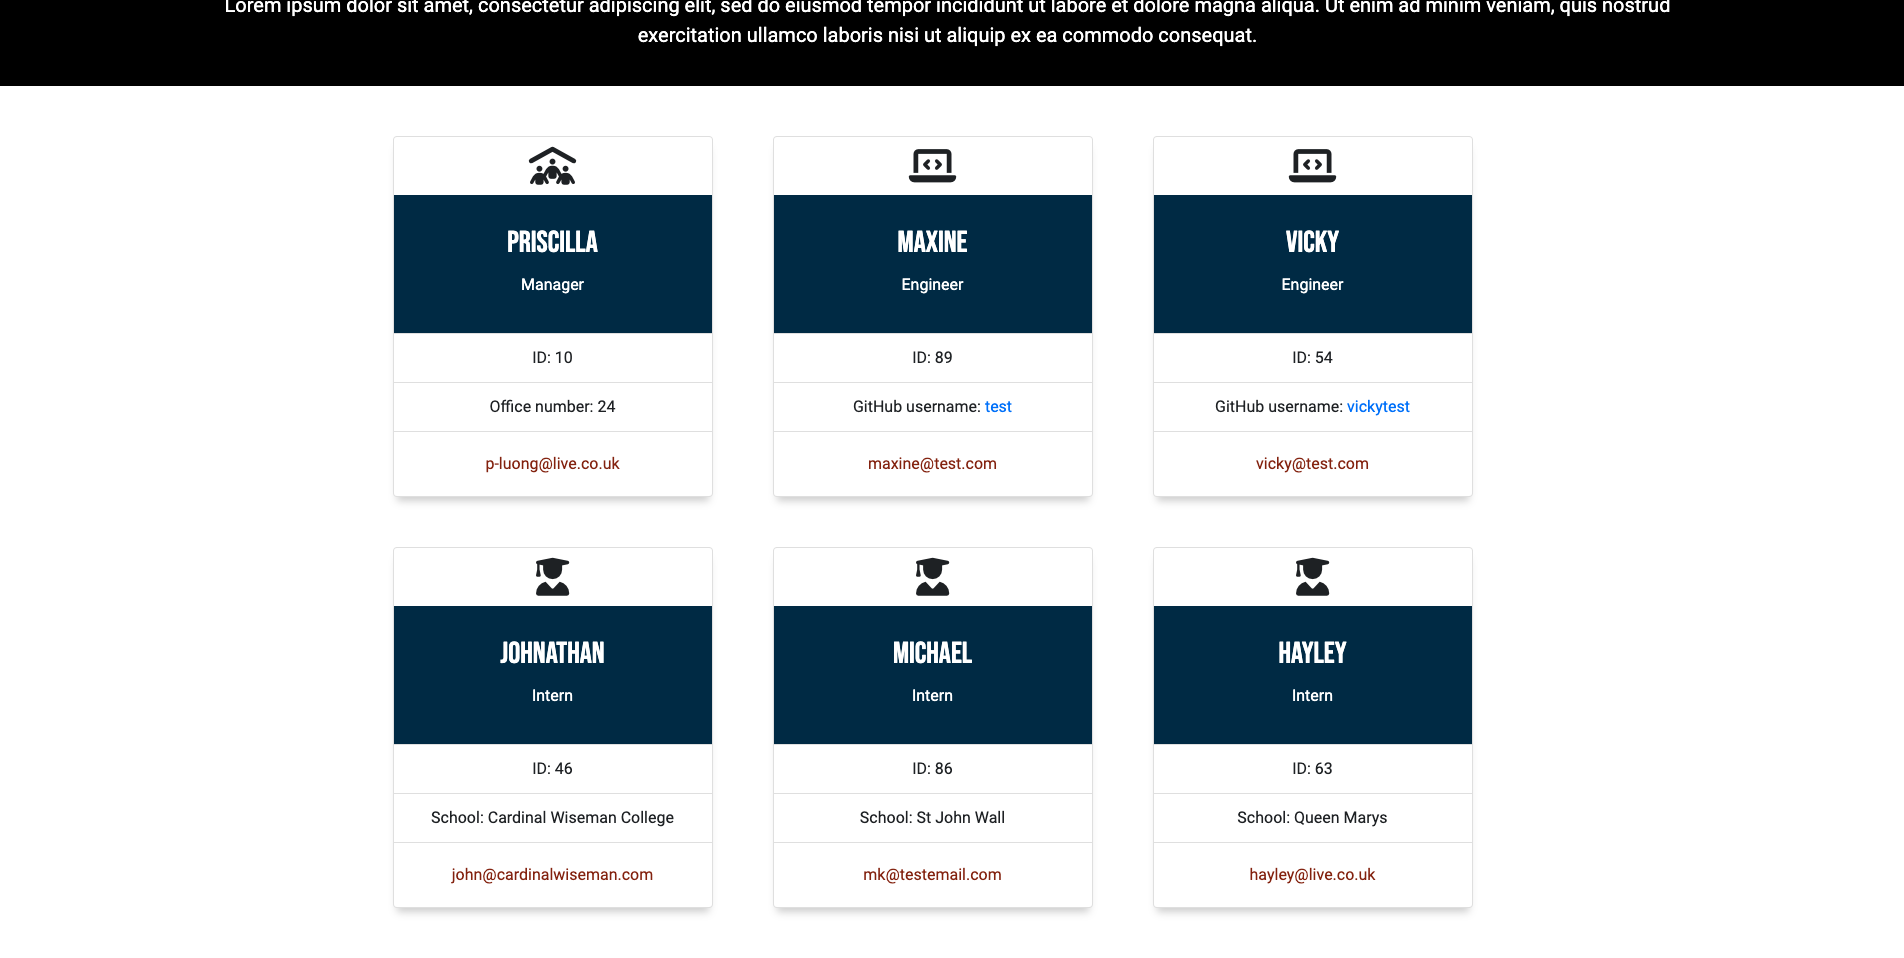 Lorem ipsum dolor sit amet, consectetur adipiscing elit, sed do eiusmod tempor incididunt ut labore et dolore magna aliqua. Ut enim ad minim veniam, quis nostrud
exercitation ullamco laboris nisi ut aliquip ex ea commodo consequat.
PRISCILLA
Manager
ID: 10
Office number: 24
p-luong@live.co.uk
MAXINE
Engineer
ID: 89
GitHub username: test
maxine@test.com
VICKY
Engineer
ID: 54
GitHub username: vickytest
vicky@test.com
JOHNATHAN
Intern
ID: 46
School: Cardinal Wiseman College
john@cardinalwiseman.com
MICHAEL
Intern
ID: 86
School: St John Wall
mk@testemail.com
HAYLEY
Intern
ID: 63
School: Queen Marys
hayley@live.co.uk